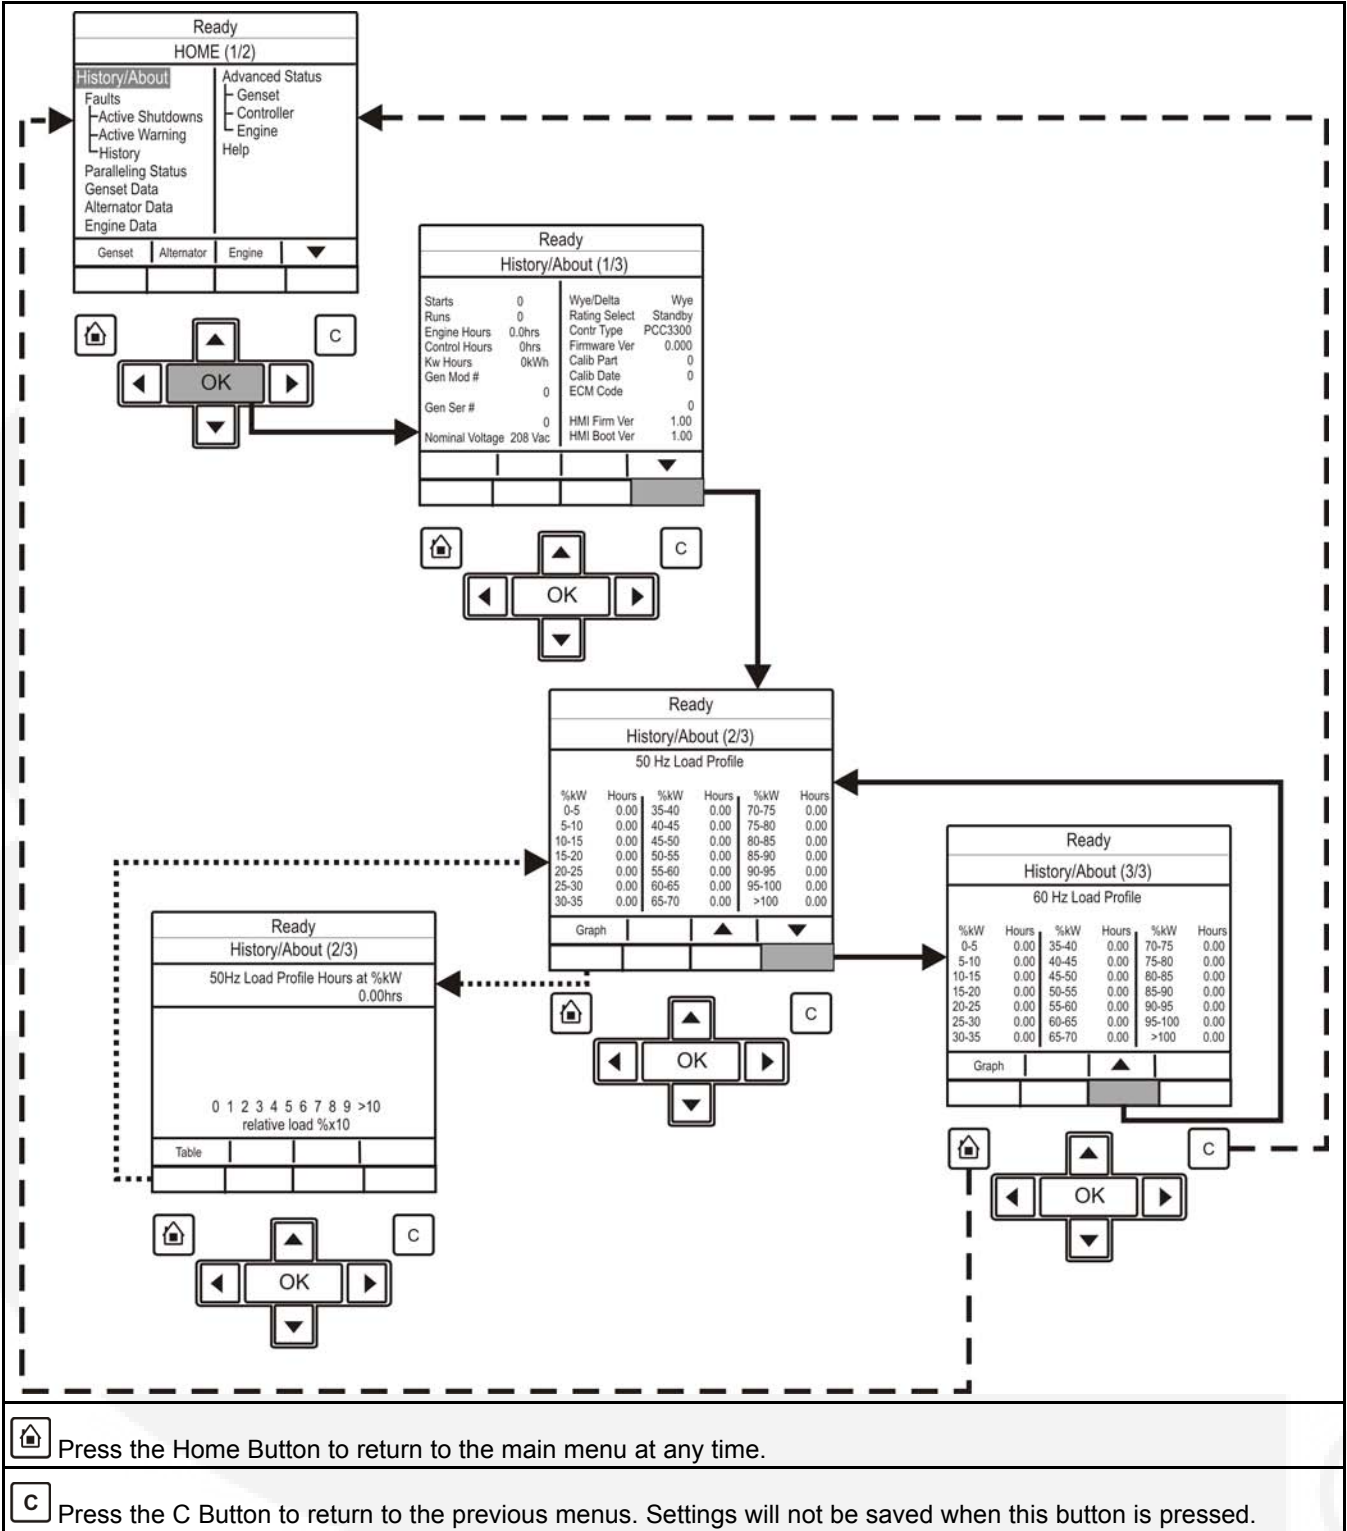 Ready
HOME (1/2)
History/About
Faults
Active Shutdowns
Active Warning
History
Paralleling Status
Genset Data
Alternator Data
Engine Data
Advanced Status
Genset
Controller
Engine
Help
Genset Alternator Engine
C
OK
Ready
History/About (1/3)
Starts 0
Runs 0
Engine Hours 0.0hrs
Control Hours 0hrs
Kw Hours 0kWh
Gen Mod #
0
Gen Ser #
0
Nominal Voltage 208 Vac
Wye/Delta Wye
Rating Select Standby
Contr Type PCC3300
Firmware Ver 0.000
Calib Part 0
Calib Date 0
ECM Code
0
HMI Firm Ver 1.00
HMI Boot Ver 1.00
C
OK
Ready
History/About (2/3)
50 Hz Load Profile
%kW Hours %kW Hours %kW Hours
0-5 0.00 35-40 0.00 70-75 0.00
5-10 0.00 40-45 0.00 75-80 0.00
10-15 0.00 45-50 0.00 80-85 0.00
15-20 0.00 50-55 0.00 85-90 0.00
20-25 0.00 55-60 0.00 90-95 0.00
25-30 0.00 60-65 0.00 95-100 0.00
30-35 0.00 65-70 0.00 >100 0.00
Graph
C
OK
Ready
History/About (3/3)
60 Hz Load Profile
%kW Hours %kW Hours %kW Hours
0-5 0.00 35-40 0.00 70-75 0.00
5-10 0.00 40-45 0.00 75-80 0.00
10-15 0.00 45-50 0.00 80-85 0.00
15-20 0.00 50-55 0.00 85-90 0.00
20-25 0.00 55-60 0.00 90-95 0.00
25-30 0.00 60-65 0.00 95-100 0.00
30-35 0.00 65-70 0.00 >100 0.00
Graph
C
OK
Ready
History/About (2/3)
50Hz Load Profile Hours at %kW
0.00hrs
0 1 2 3 4 5 6 7 8 9 >10
relative load %x10
Table
C
OK
Press the Home Button to return to the main menu at any time.
C Press the C Button to return to the previous menus. Settings will not be saved when this button is pressed.